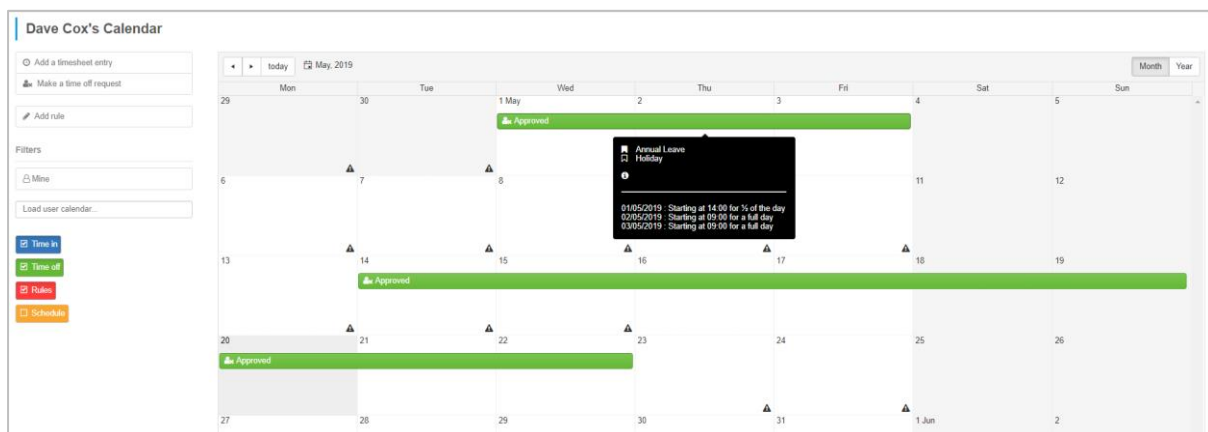 Dave Cox's Calendar
Add a timesheet entry
Make a time off request
Add rule
Filters
Mine
Load user calendar...
Time in
Time off
Rules
Schedule
today May, 2019 Month Year
Mon Tue Wed Thu Fri Sat Sun
29 30 1 May 2 3 4 5
Approved
Annual Leave
Holiday
01/05/2019 : Starting at 14:00 for ½ of the day
02/05/2019 : Starting at 09:00 for a full day
03/05/2019 : Starting at 09:00 for a full day
6 7 8 11 12
13 14 15 16 17 18 19
Approved
20 21 22 23 24 25 26
Approved
27 28 29 30 31 1 Jun 2